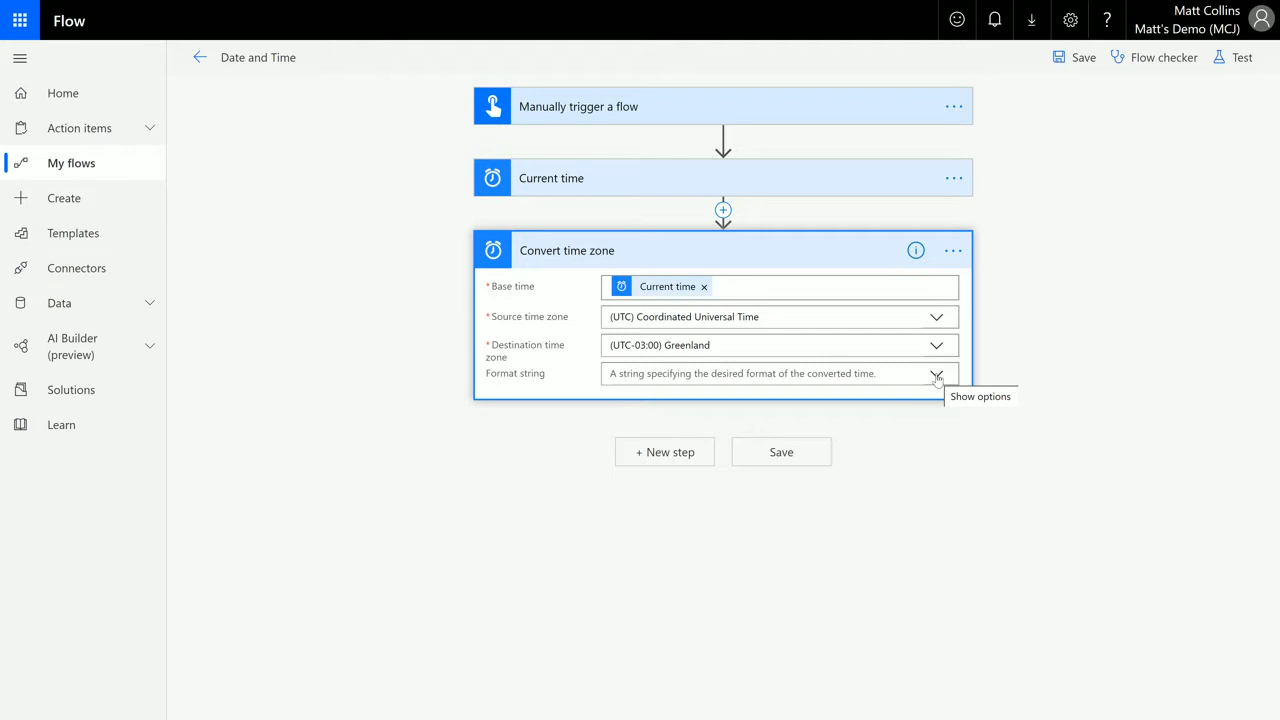 Flow
?
Matt Collins
Matt's Demo (MCJ)
Date and Time
Save
Flow checker
Test
Home
Action items
My flows
Create
Templates
Connectors
Data
AI Builder
(preview)
Solutions
Learn
Manually trigger a flow
Current time
Convert time zone
* Base time
Current time ×
* Source time zone
(UTC) Coordinated Universal Time
* Destination time
zone
(UTC-03:00) Greenland
Format string
A string specifying the desired format of the converted time.
Show options
+ New step
Save